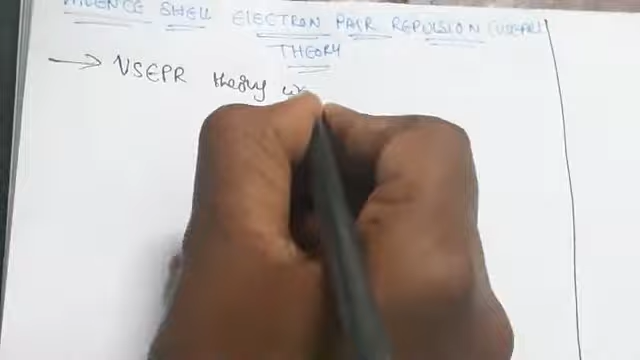 VALENCE SHELL ELECTRON PAIR REPULSION (VSEPR)
THEORY
→ VSEPR theory